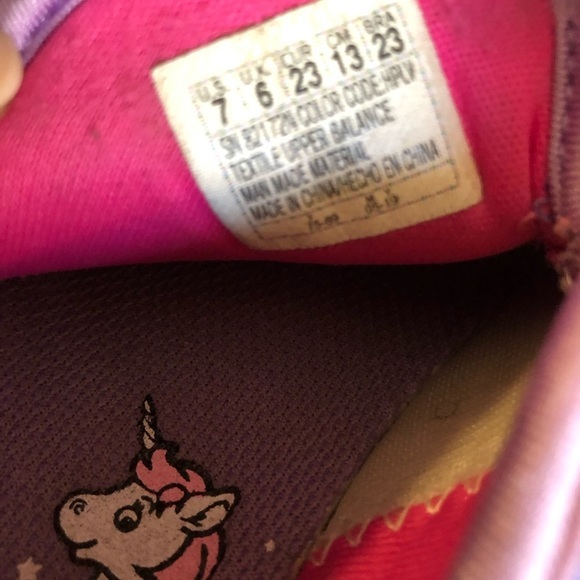 U.S. U.K. EUR CM BRA
7 6 23 13 23
SN 82172N COLOR CODE:HPLV
TEXTILE UPPER BALANCE
MAN MADE MATERIAL
MADE IN CHINA/HECHO EN CHINA